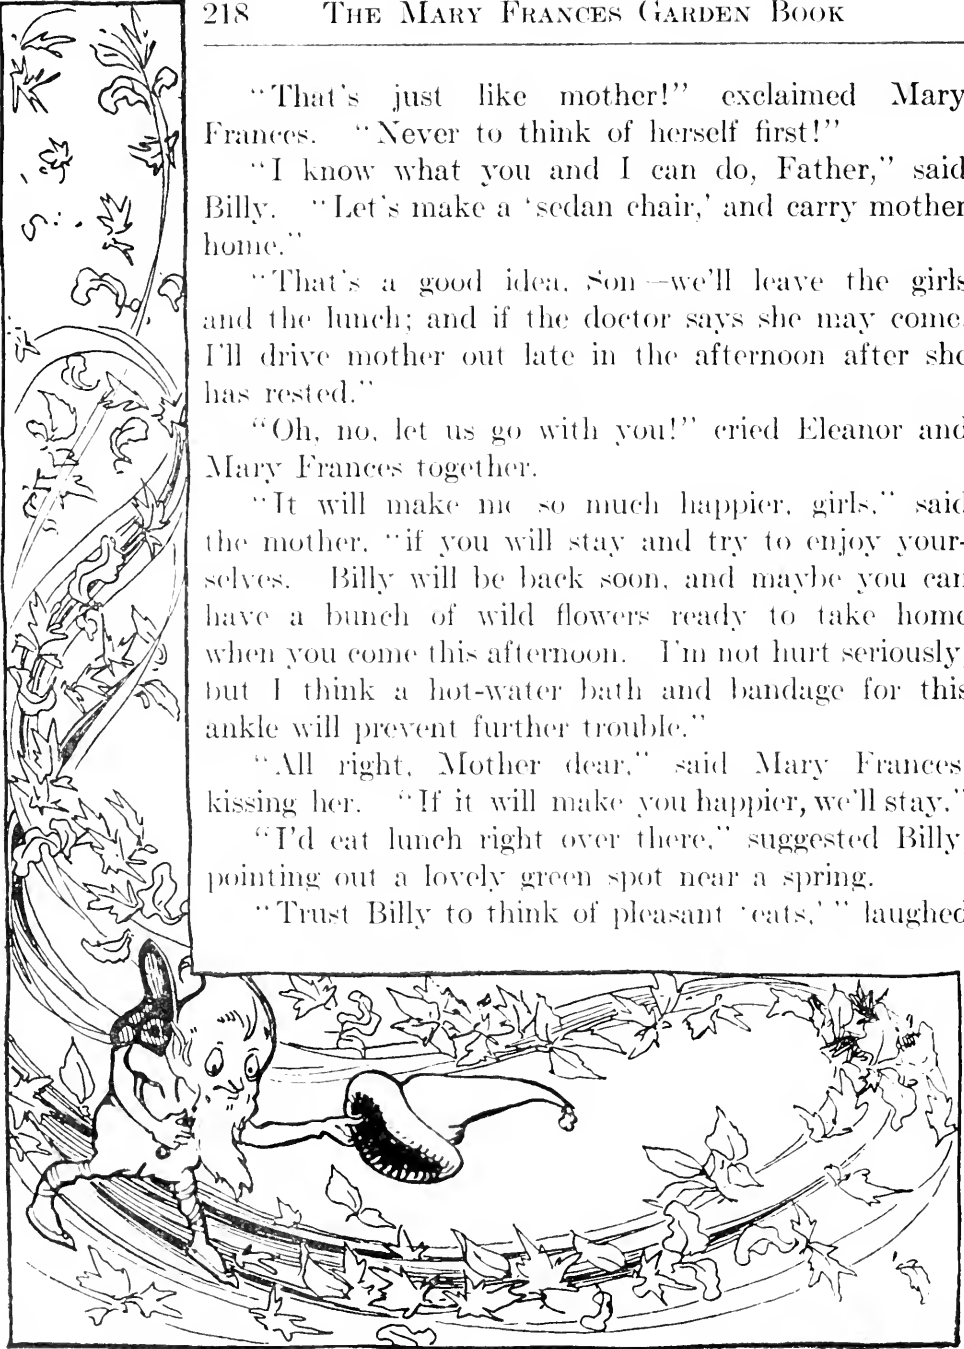 218 The Mary Frances Garden Book
"That's just like mother!" exclaimed Mary
Frances. "Never to think of herself first!"
"I know what you and I can do, Father," said
Billy. "Let's make a 'sedan chair,' and carry mother
home."
"That's a good idea, Son—we'll leave the girls
and the lunch; and if the doctor says she may come,
I'll drive mother out late in the afternoon after she
has rested."
"Oh, no, let us go with you!" cried Eleanor and
Mary Frances together.
"It will make me so much happier, girls," said
the mother, "if you will stay and try to enjoy your-
selves. Billy will be back soon, and maybe you can
have a bunch of wild flowers ready to take home
when you come this afternoon. I'm not hurt seriously,
but I think a hot-water bath and bandage for this
ankle will prevent further trouble."
"All right, Mother dear," said Mary Frances,
kissing her. "If it will make you happier, we'll stay."
"I'd eat lunch right over there," suggested Billy,
pointing out a lovely green spot near a spring.
"Trust Billy to think of pleasant 'eats,'" laughed